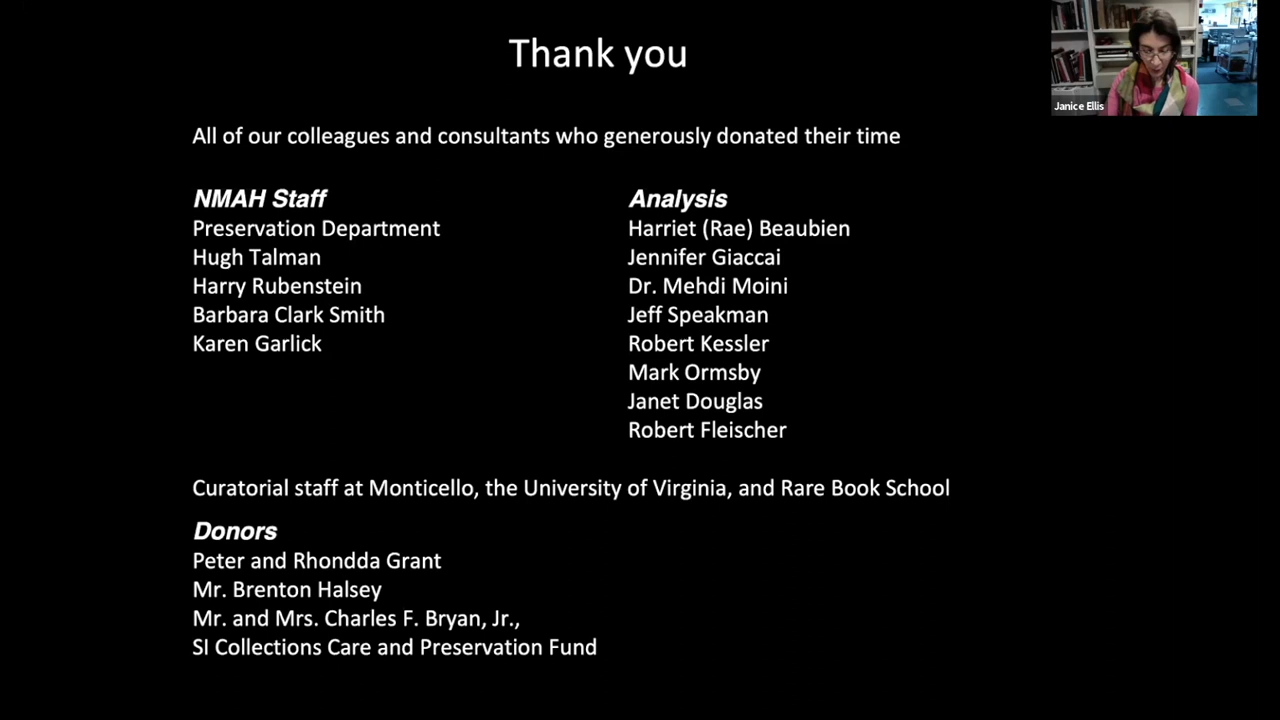 Thank you
Janice Ellis
All of our colleagues and consultants who generously donated their time
NMAH Staff
Preservation Department
Hugh Talman
Harry Rubenstein
Barbara Clark Smith
Karen Garlick
Analysis
Harriet (Rae) Beaubien
Jennifer Giaccai
Dr. Mehdi Moini
Jeff Speakman
Robert Kessler
Mark Ormsby
Janet Douglas
Robert Fleischer
Curatorial staff at Monticello, the University of Virginia, and Rare Book School
Donors
Peter and Rhondda Grant
Mr. Brenton Halsey
Mr. and Mrs. Charles F. Bryan, Jr.,
SI Collections Care and Preservation Fund